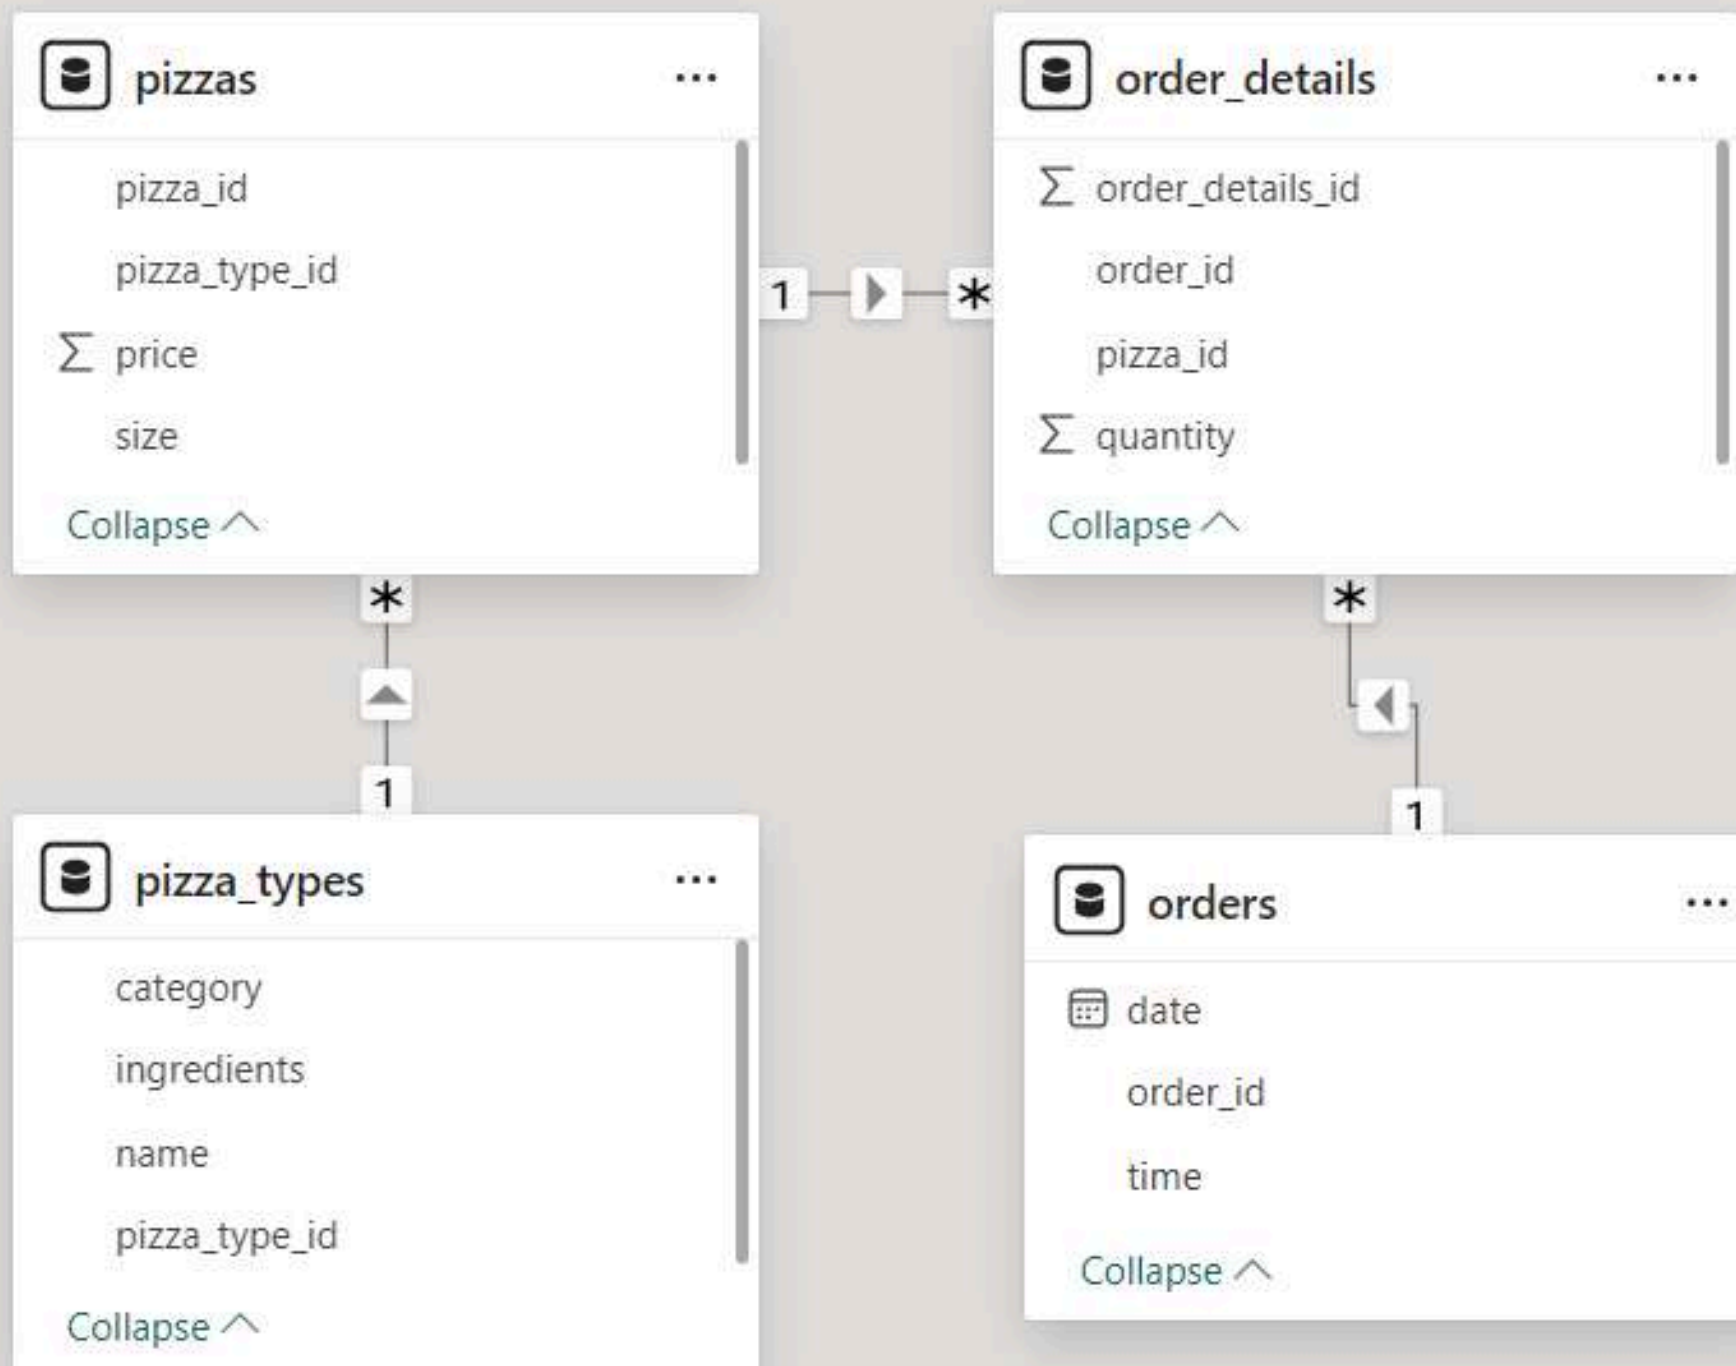 pizzas ...
pizza_id
pizza_type_id
Σ price
size
Collapse
order_details ...
Σ order_details_id
order_id
pizza_id
Σ quantity
Collapse
1 *
*
1
*
1
pizza_types ...
category
ingredients
name
pizza_type_id
Collapse
orders ...
date
order_id
time
Collapse